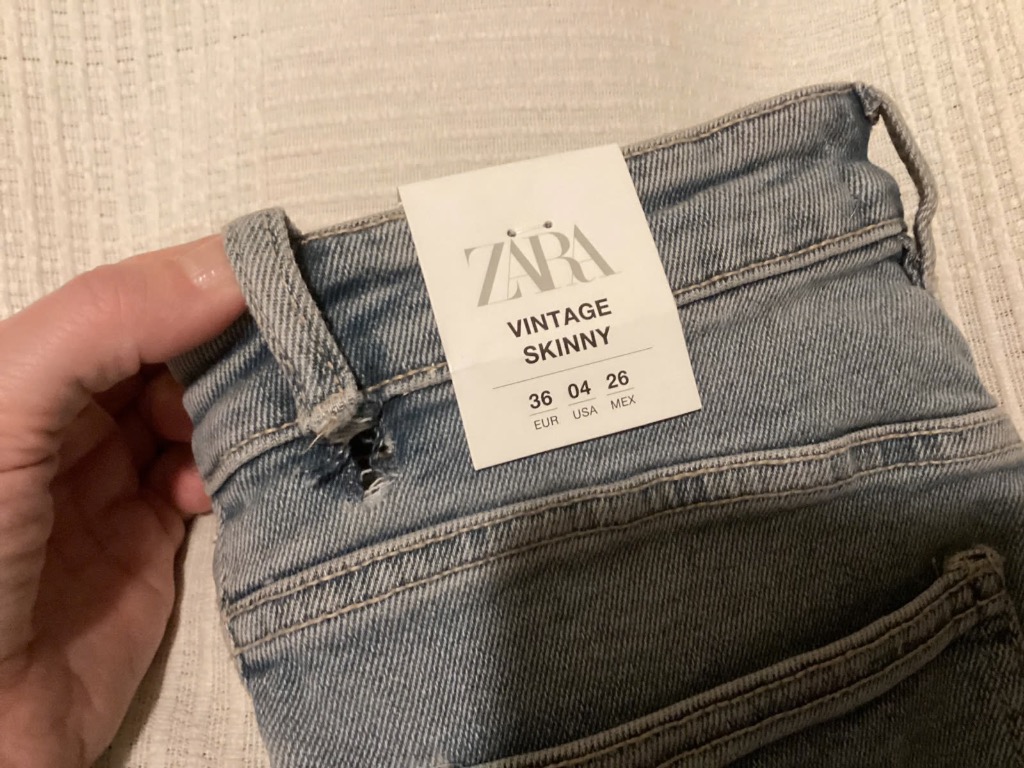 ZARA
VINTAGE
SKINNY
36 04 26
EUR USA MEX